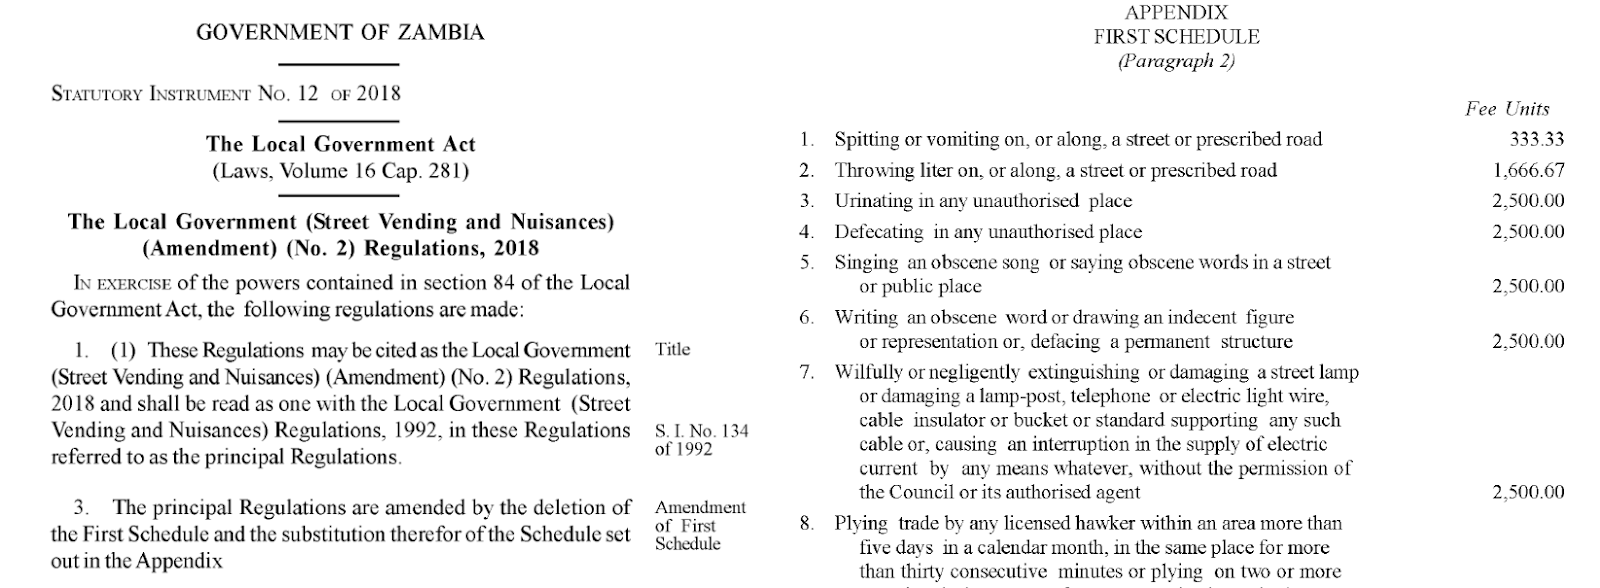 GOVERNMENT OF ZAMBIA
STATUTORY INSTRUMENT NO. 12 OF 2018
The Local Government Act
(Laws, Volume 16 Cap. 281)
The Local Government (Street Vending and Nuisances)
(Amendment) (No. 2) Regulations, 2018
IN EXERCISE of the powers contained in section 84 of the Local
Government Act, the following regulations are made:
1. (1) These Regulations may be cited as the Local Government
(Street Vending and Nuisances) (Amendment) (No. 2) Regulations,
2018 and shall be read as one with the Local Government (Street
Vending and Nuisances) Regulations, 1992, in these Regulations
referred to as the principal Regulations.
Title
S. I. No. 134
of 1992
3. The principal Regulations are amended by the deletion of
the First Schedule and the substitution therefor of the Schedule set
out in the Appendix
Amendment
of First
Schedule
APPENDIX
FIRST SCHEDULE
(Paragraph 2)
Fee Units
1. Spitting or vomiting on, or along, a street or prescribed road 333.33
2. Throwing liter on, or along, a street or prescribed road 1,666.67
3. Urinating in any unauthorised place 2,500.00
4. Defecating in any unauthorised place 2,500.00
5. Singing an obscene song or saying obscene words in a street
or public place 2,500.00
6. Writing an obscene word or drawing an indecent figure
or representation or, defacing a permanent structure 2,500.00
7. Wilfully or negligently extinguishing or damaging a street lamp
or damaging a lamp-post, telephone or electric light wire,
cable insulator or bucket or standard supporting any such
cable or, causing an interruption in the supply of electric
current by any means whatever, without the permission of
the Council or its authorised agent 2,500.00
8. Plying trade by any licensed hawker within an area more than
five days in a calendar month, in the same place for more
than thirty consecutive minutes or plying on two or more